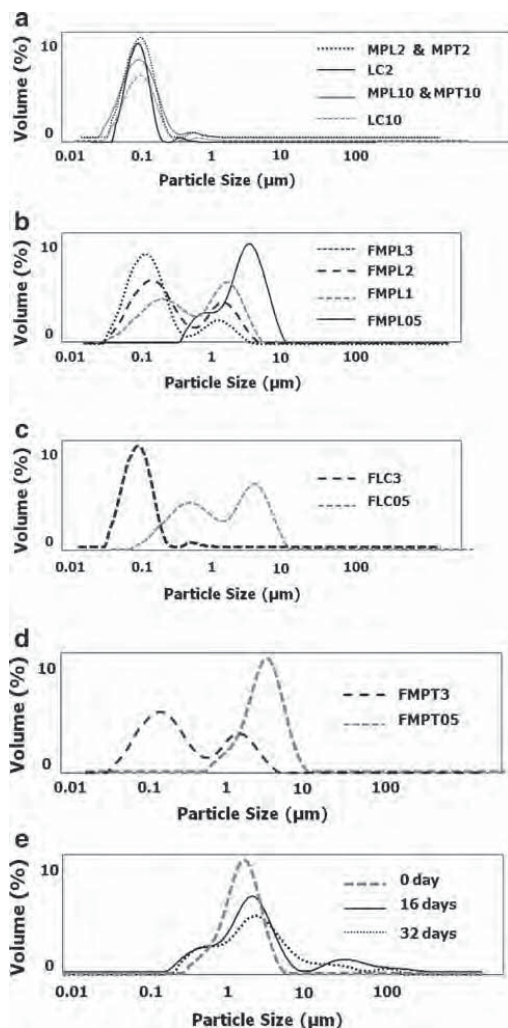 a
Volume (%)
10
0
MPL2 & MPT2
LC2
MPL10 & MPT10
LC10
0.01 0.1 1 10 100
Particle Size (µm)
b
Volume (%)
10
0
FMPL3
FMPL2
FMPL1
FMPL05
0.01 0.1 1 10 100
Particle Size (µm)
c
Volume (%)
10
0
FLC3
FLC05
0.01 0.1 1 10 100
Particle Size (µm)
d
Volume (%)
10
0
FMPT3
FMPT05
0.01 0.1 1 10 100
Particle Size (µm)
e
Volume (%)
10
0
0 day
16 days
32 days
0.01 0.1 1 10 100
Particle Size (µm)